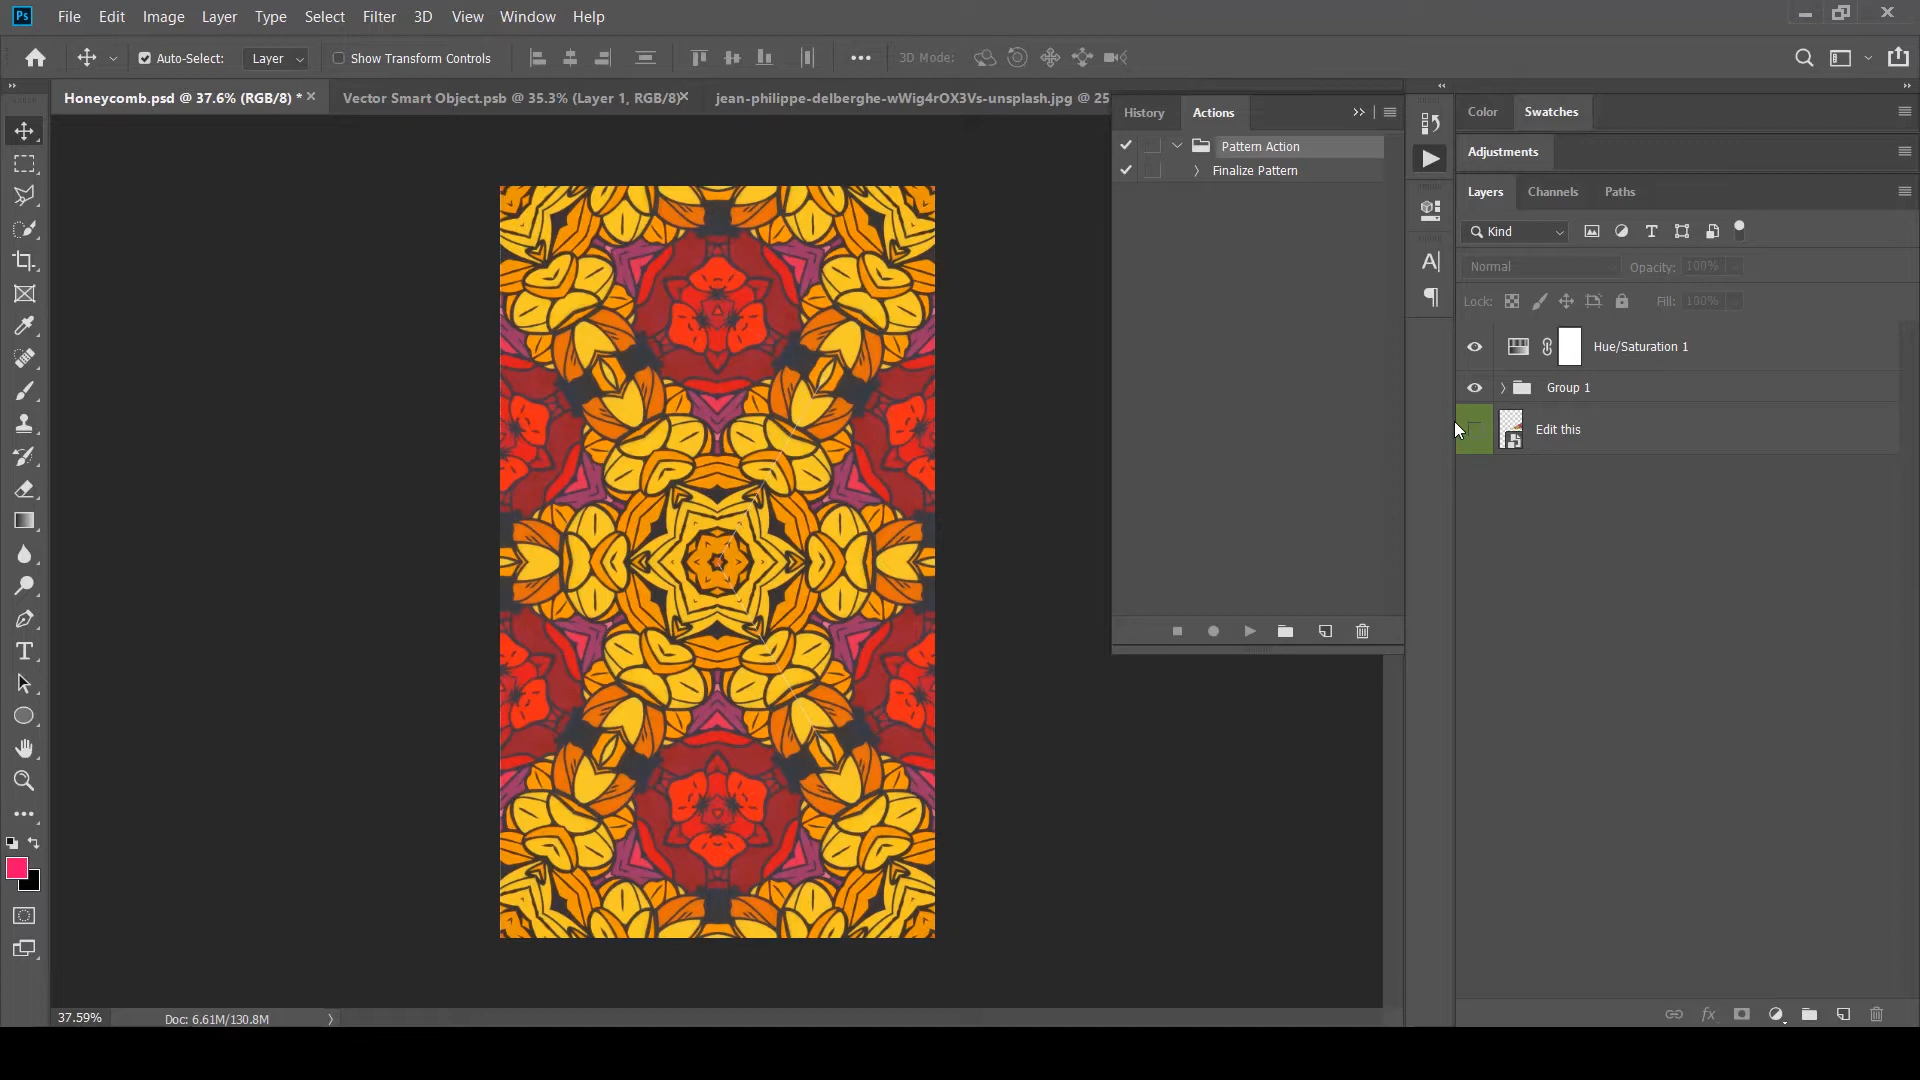 Ps File Edit Image Layer Type Select Filter 3D View Window Help
Auto-Select: Layer Show Transform Controls 3D Mode:
Honeycomb.psd @ 37.6% (RGB/8) * Vector Smart Object.psb @ 35.3% (Layer 1, RGB/8) jean-philippe-delberghe-wWig4rOX3Vs-unsplash.jpg @ 25
History Actions
Pattern Action
Finalize Pattern
Color Swatches
Adjustments
Layers Channels Paths
Kind
Normal Opacity: 100%
Lock: Fill: 100%
Hue/Saturation 1
Group 1
Edit this
37.59% Doc: 6.61M/130.8M